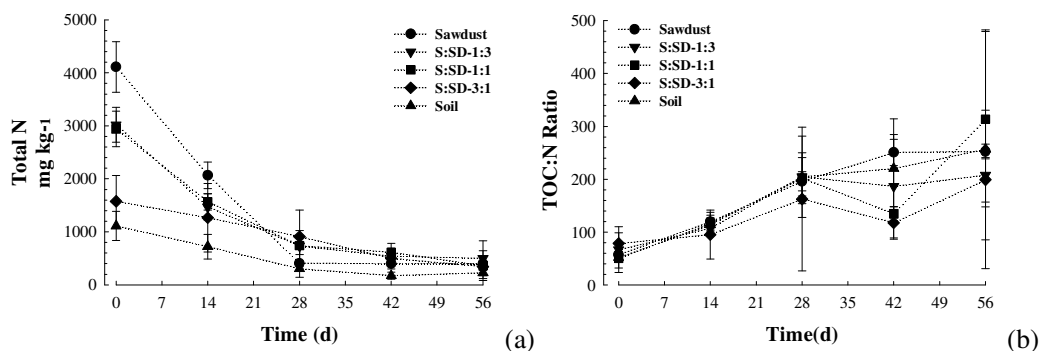 5000
4000
3000
2000
1000
0
Total N
mg kg-1
Sawdust
S:SD-1:3
S:SD-1:1
S:SD-3:1
Soil
0 7 14 21 28 35 42 49 56
Time (d)
(a)
500
400
300
200
100
0
TOC:N Ratio
Sawdust
S:SD-1:3
S:SD-1:1
S:SD-3:1
Soil
0 7 14 21 28 35 42 49 56
Time(d)
(b)